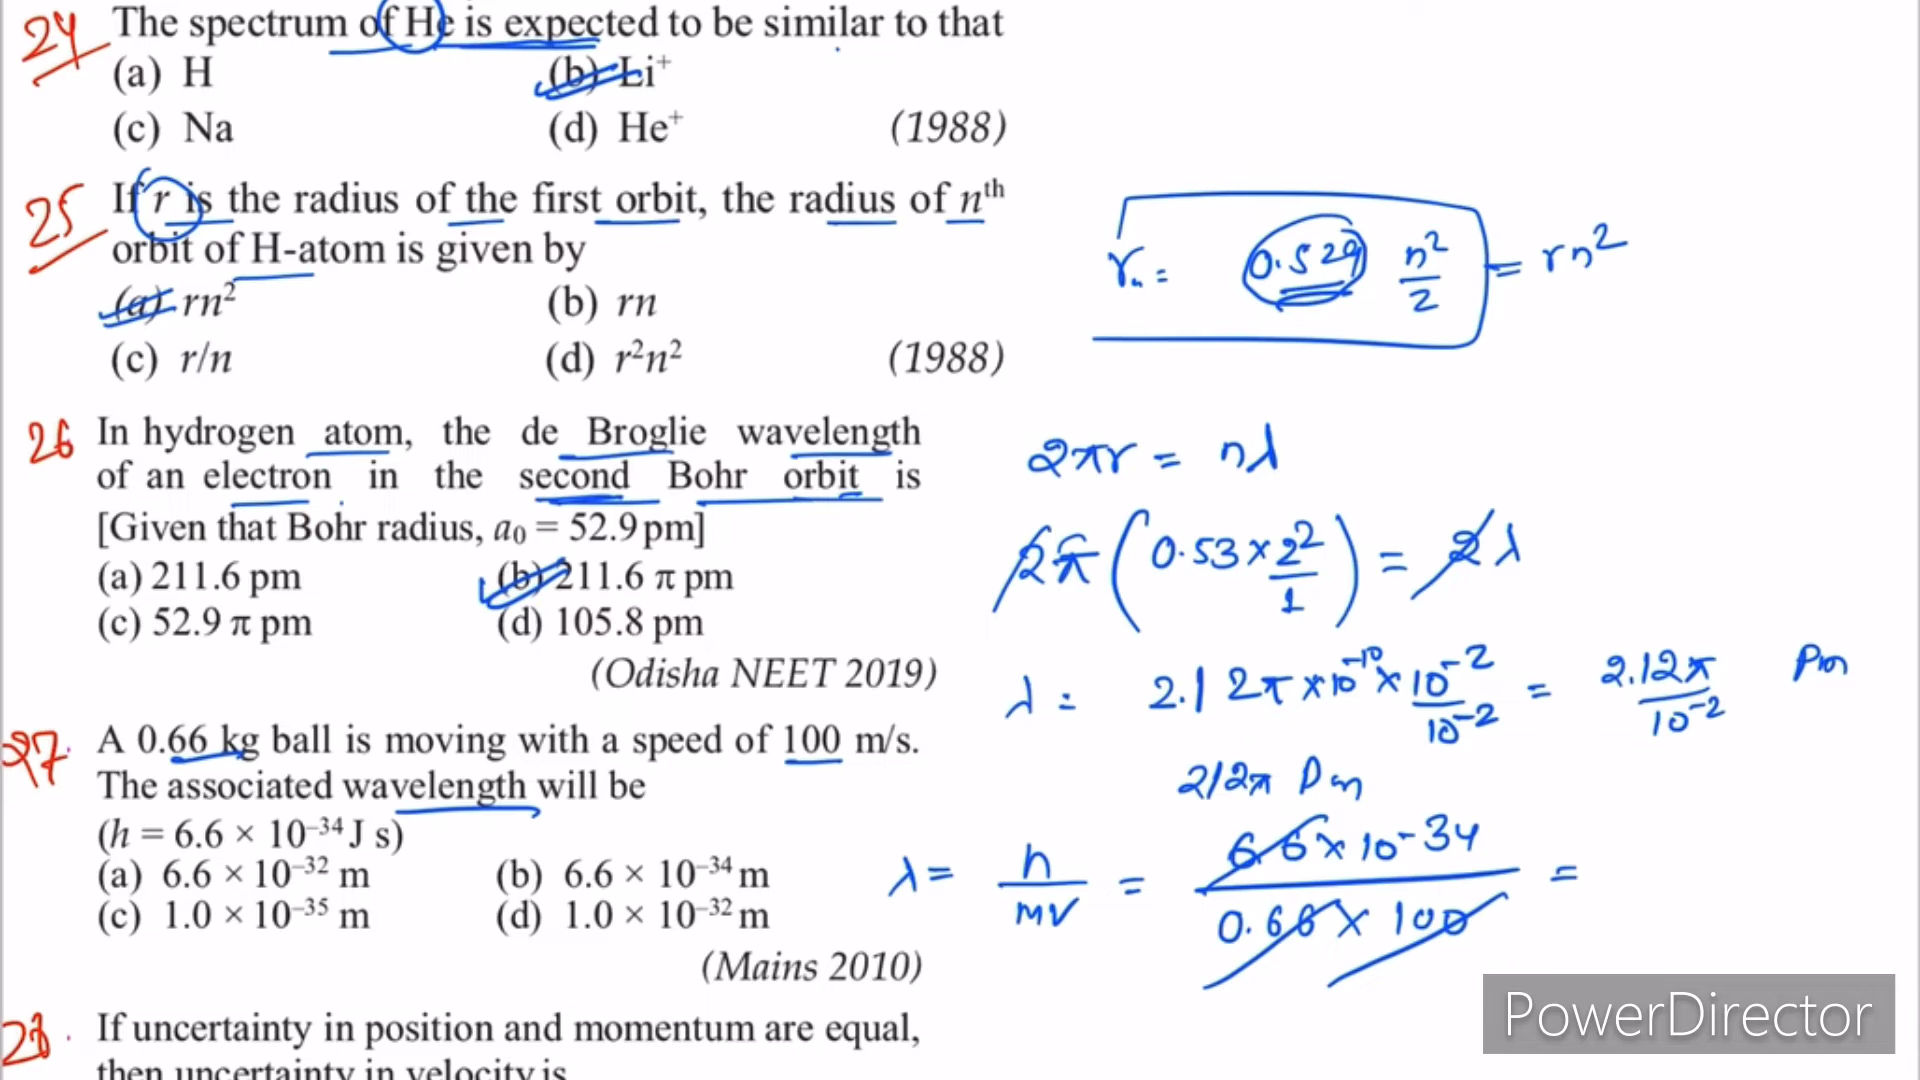 24 The spectrum of He is expected to be similar to that
(a) H (b) Li⁺
(c) Na (d) He⁺ (1988)
25 If r is the radius of the first orbit, the radius of nᵗʰ
orbit of H-atom is given by
(a) rn² (b) rn
(c) r/n (d) r²n² (1988)
rₙ = 0.529 n²/2 = rn²
26 In hydrogen atom, the de Broglie wavelength
of an electron in the second Bohr orbit is
[Given that Bohr radius, a₀ = 52.9 pm]
(a) 211.6 pm (b) 211.6 π pm
(c) 52.9 π pm (d) 105.8 pm
(Odisha NEET 2019)
2πr = nλ
2π (0.53 × 2²/1) = 2λ
λ = 2.12π × 10⁻¹⁰ × 10⁻²/10⁻² = 2.12π/10⁻² Pm
212π Pm
27. A 0.66 kg ball is moving with a speed of 100 m/s.
The associated wavelength will be
(h = 6.6 × 10⁻³⁴ J s)
(a) 6.6 × 10⁻³² m (b) 6.6 × 10⁻³⁴ m
(c) 1.0 × 10⁻³⁵ m (d) 1.0 × 10⁻³² m
(Mains 2010)
λ = h/mv = 6.6 × 10⁻³⁴/0.66 × 100 =
28. If uncertainty in position and momentum are equal,
then uncertainty in velocity is
PowerDirector